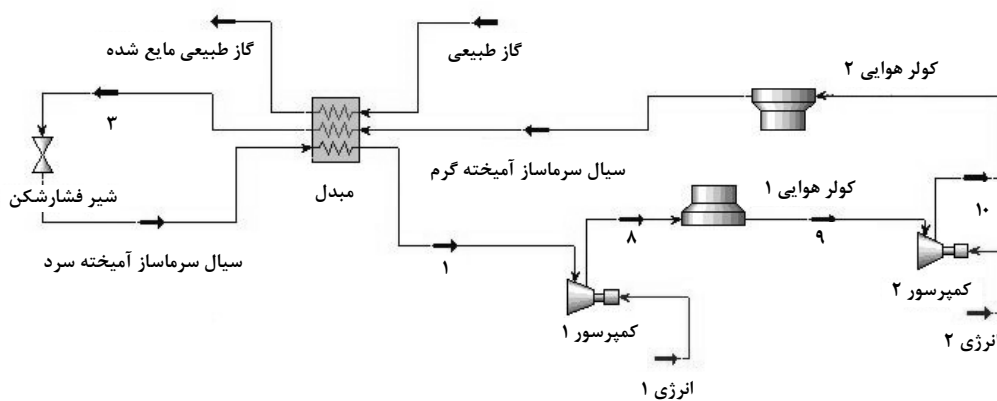 گاز طبیعی مایع شده
گاز طبیعی
کولر هوایی ۲
۳
سیال سرماساز آمیخته گرم
مبدل
کولر هوایی ۱
شیر فشارشکن
۱۰
۸
۹
سیال سرماساز آمیخته سرد
۱
کمپرسور ۲
کمپرسور ۱
انرژی ۲
انرژی ۱